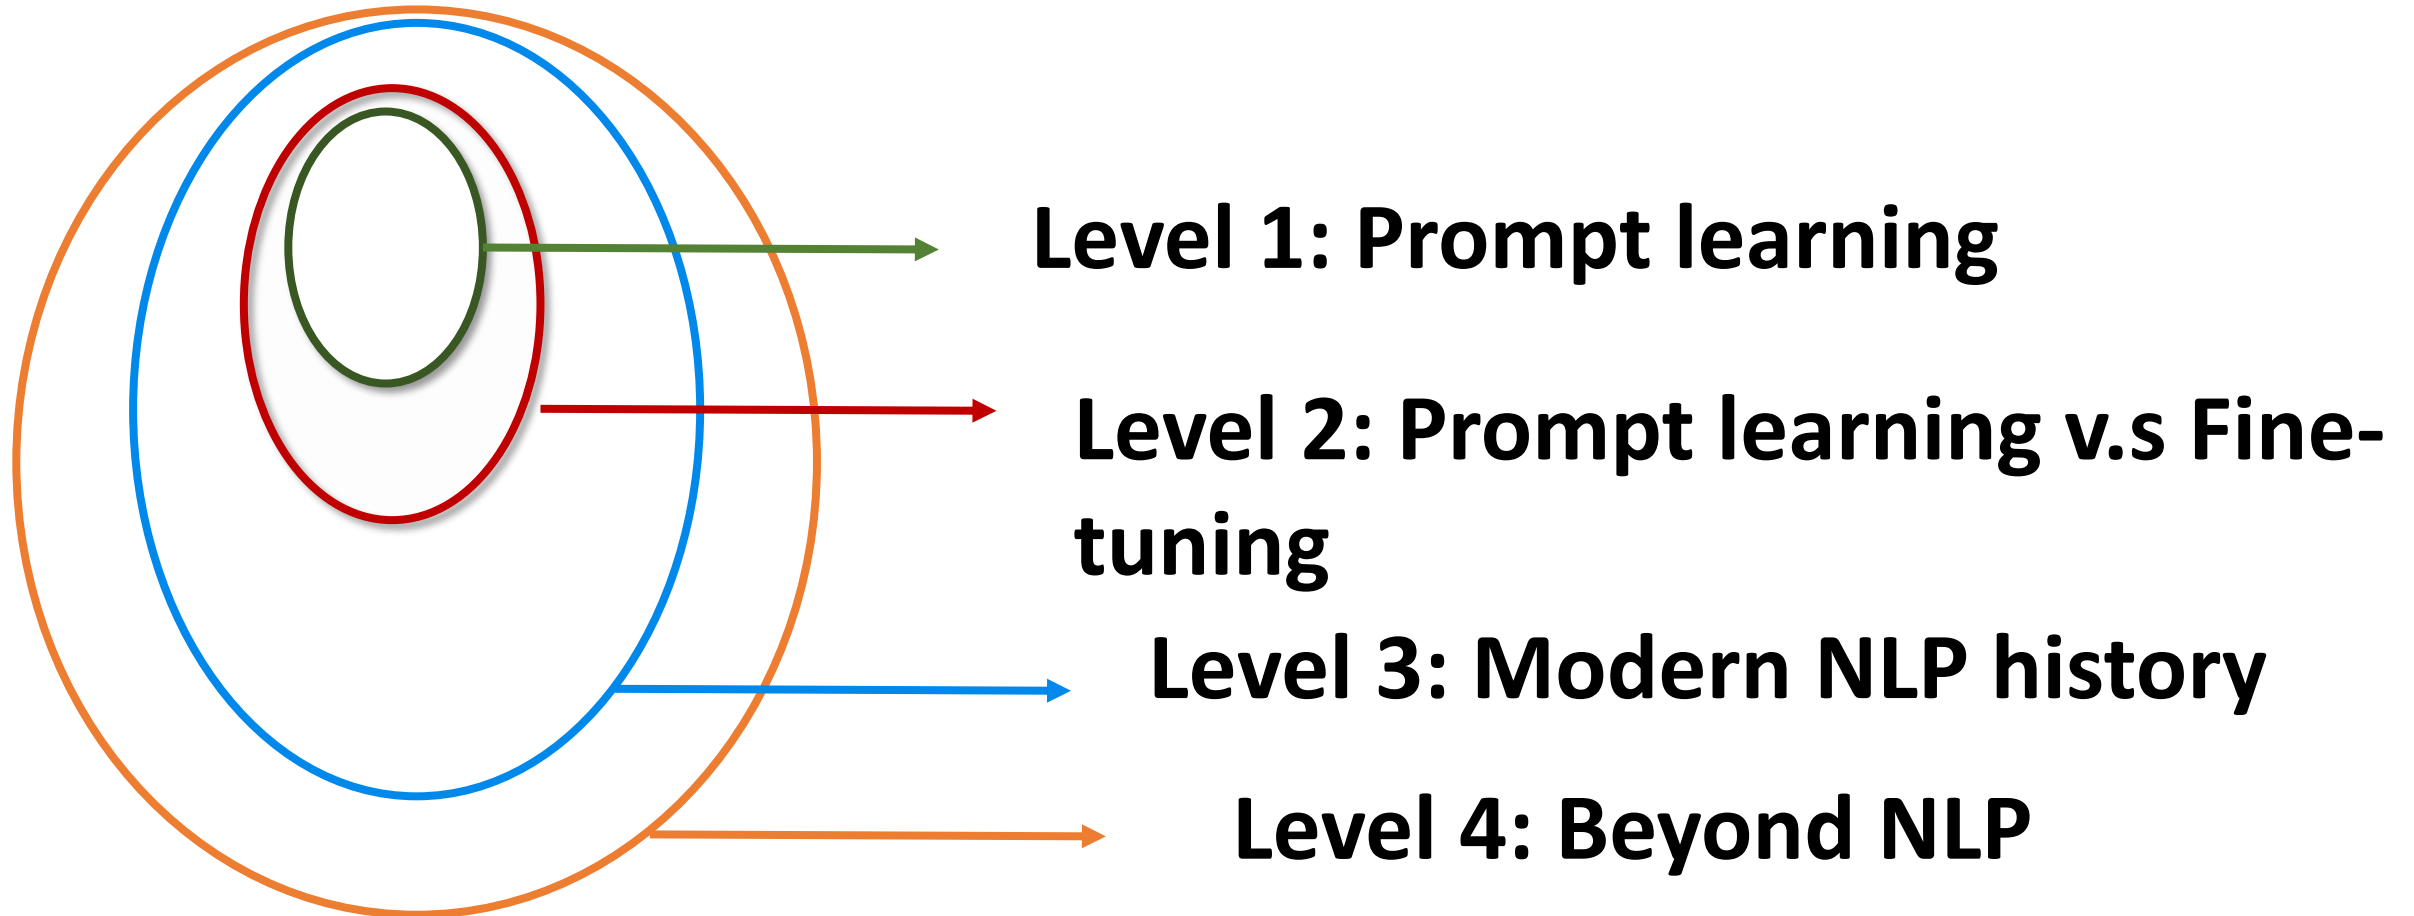 Level 1: Prompt learning
Level 2: Prompt learning v.s Fine-
tuning
Level 3: Modern NLP history
Level 4: Beyond NLP